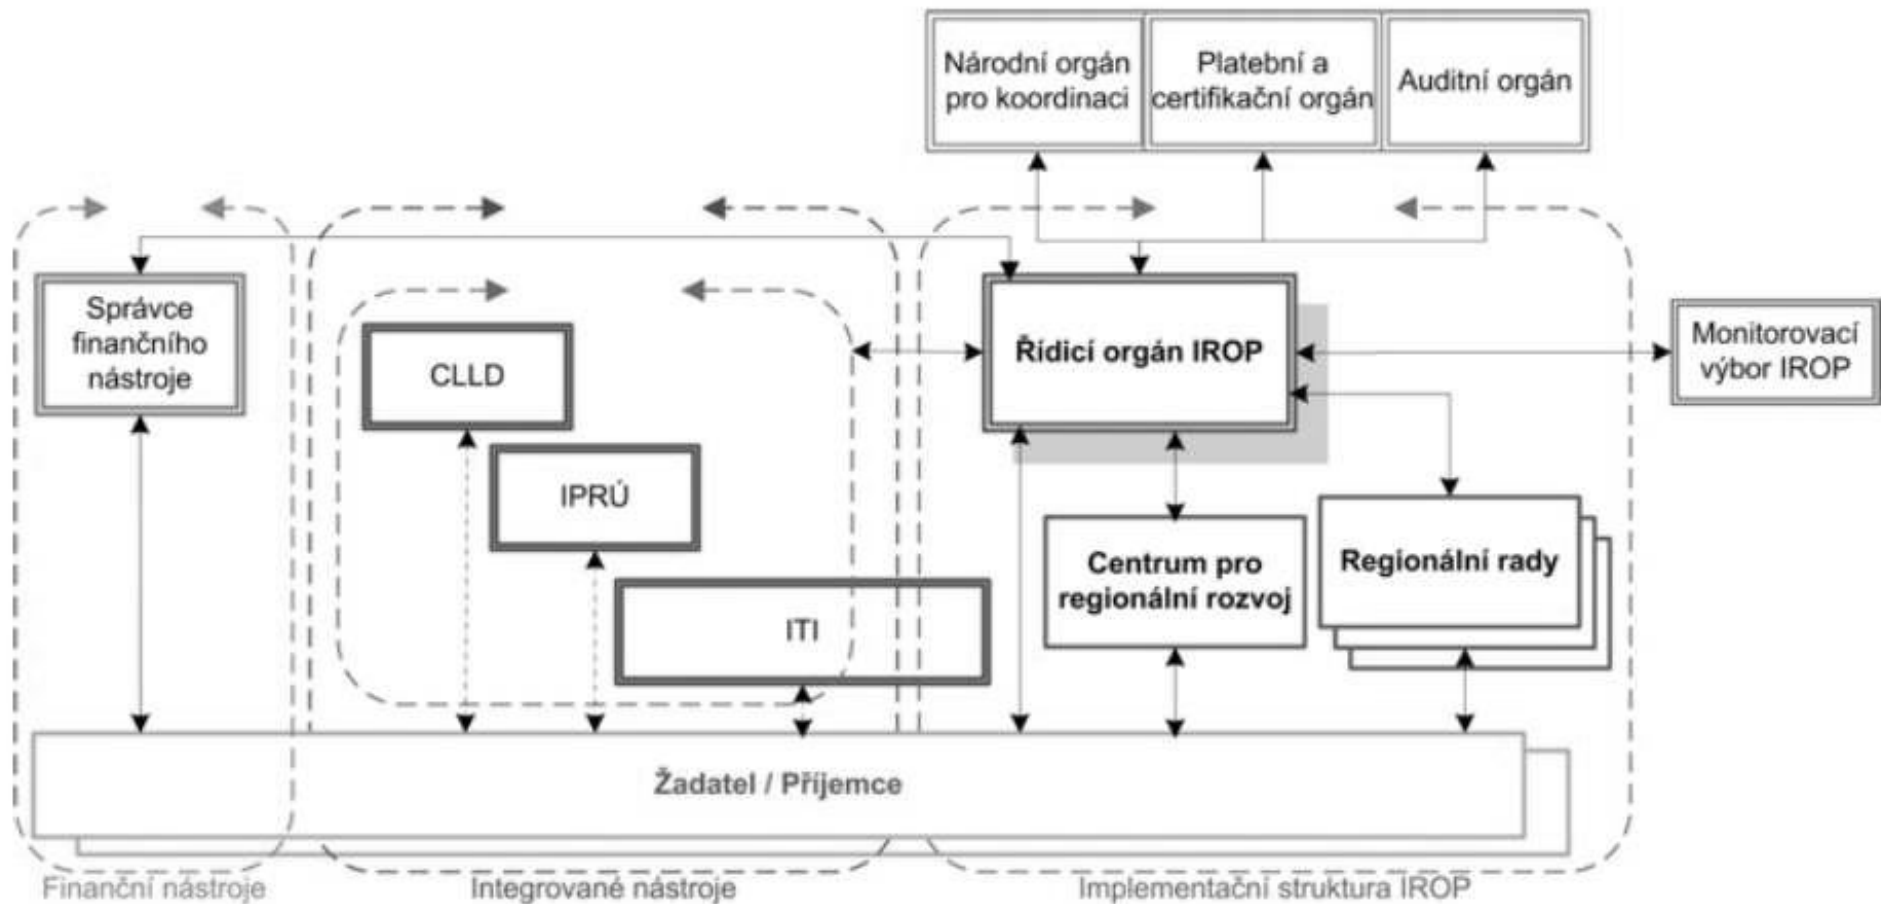 Národní orgán
pro koordinaci
Platební a
certifikační orgán
Auditní orgán
Správce
finančního
nástroje
CLLD
IPRÚ
ITI
Řídicí orgán IROP
Monitorovací
výbor IROP
Centrum pro
regionální rozvoj
Regionální rady
Žadatel / Příjemce
Finanční nástroje
Integrované nástroje
Implementační struktura IROP